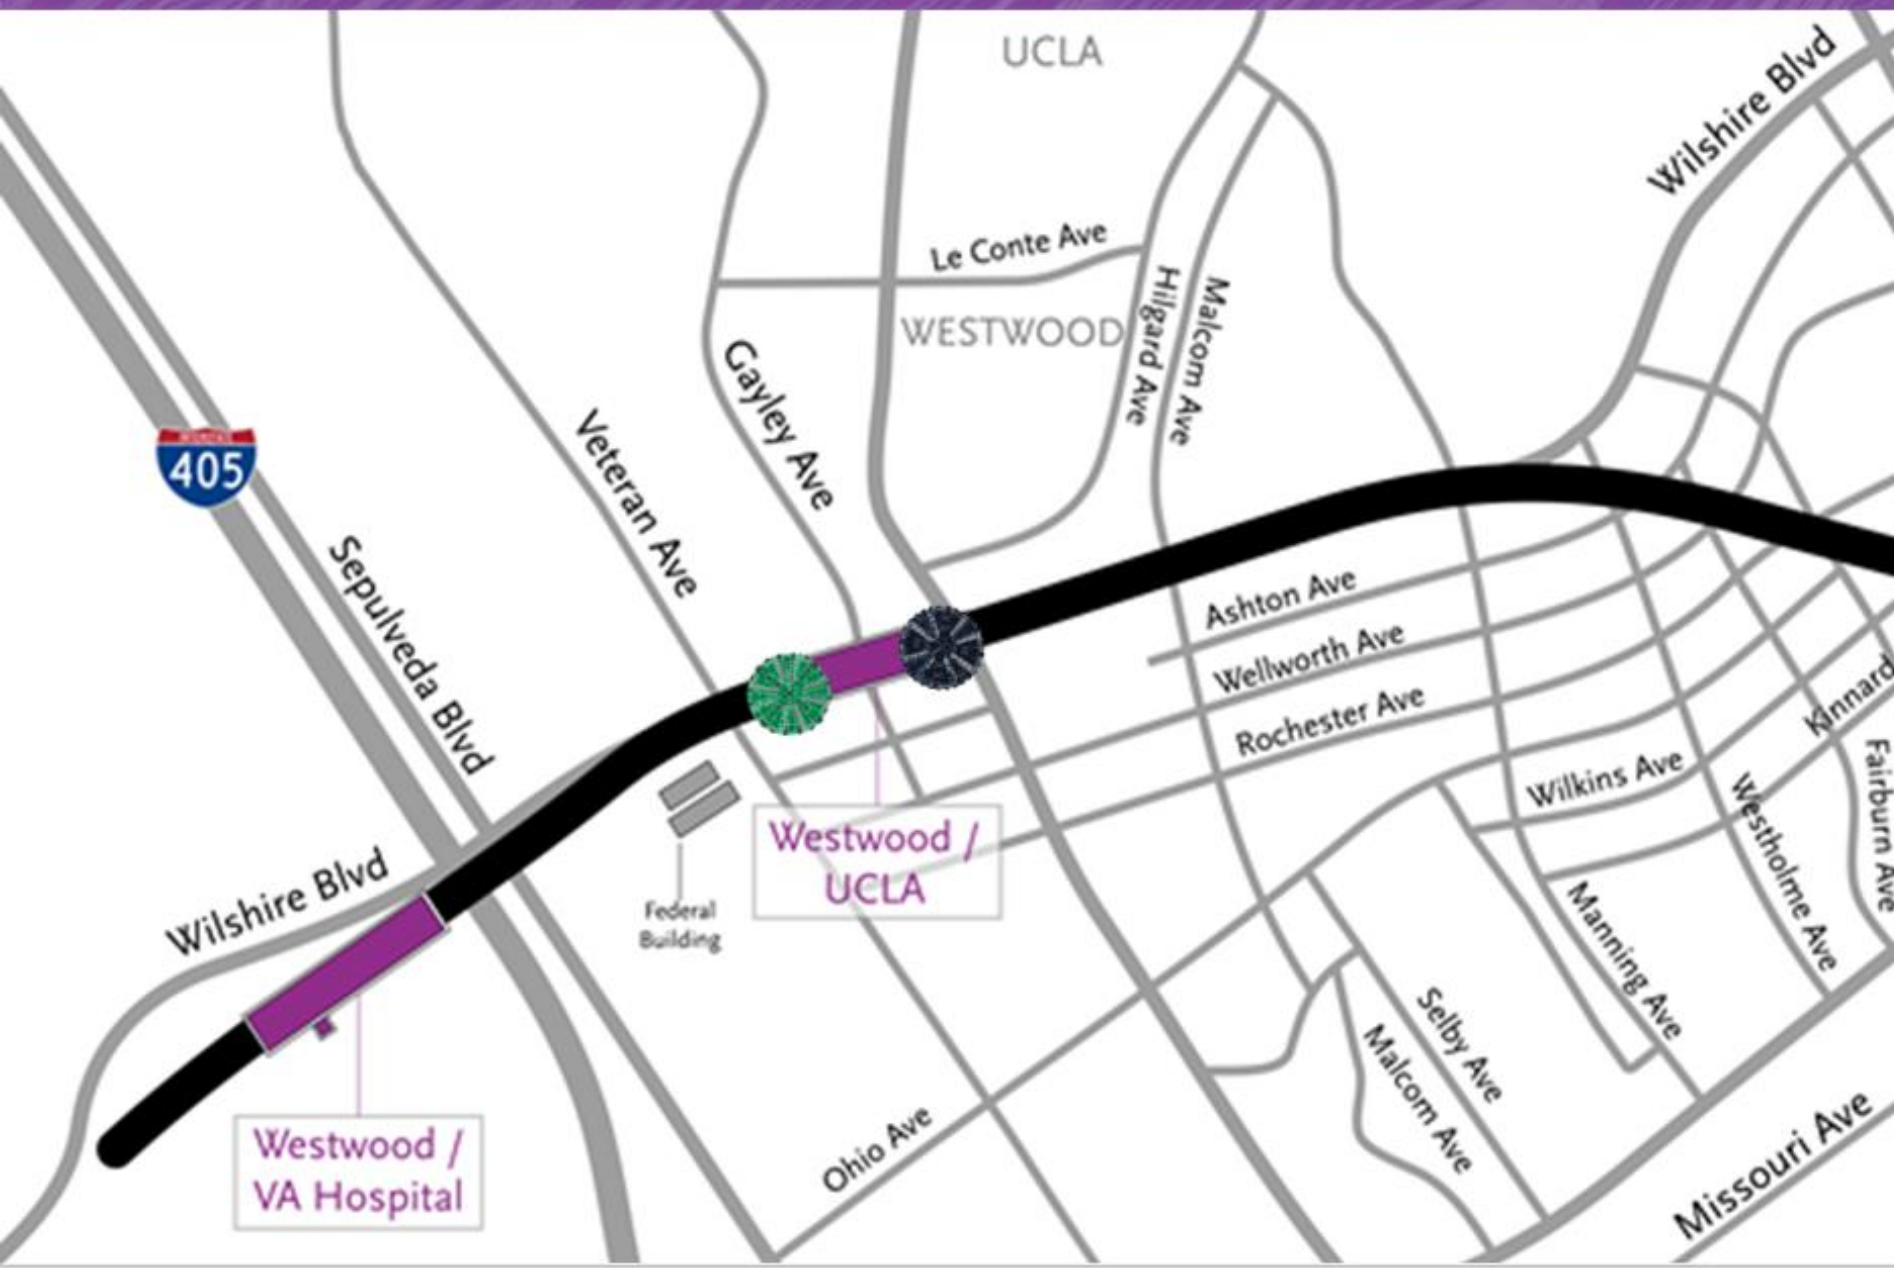 UCLA
Wilshire Blvd
Le Conte Ave
WESTWOOD
Hilgard Ave
Malcom Ave
Gayley Ave
Veteran Ave
405
Sepulveda Blvd
Ashton Ave
Wellworth Ave
Rochester Ave
Kinnard
Fairburn Ave
Wilkins Ave
Westholme Ave
Westwood /
UCLA
Wilshire Blvd
Federal
Building
Manning Ave
Selby Ave
Malcom Ave
Ohio Ave
Westwood /
VA Hospital
Missouri Ave